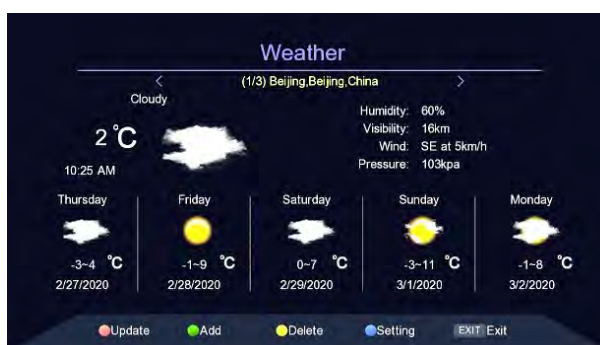 Weather
< (1/3) Beijing,Beijing,China >
Cloudy
2 °C
10:25 AM
Humidity: 60%
Visibility: 16km
Wind: SE at 5km/h
Pressure: 103kpa
Thursday Friday Saturday Sunday Monday
-3~4 °C -1~9 °C 0~7 °C -3~11 °C -1~8 °C
2/27/2020 2/28/2020 2/29/2020 3/1/2020 3/2/2020
Update Add Delete Setting EXIT Exit